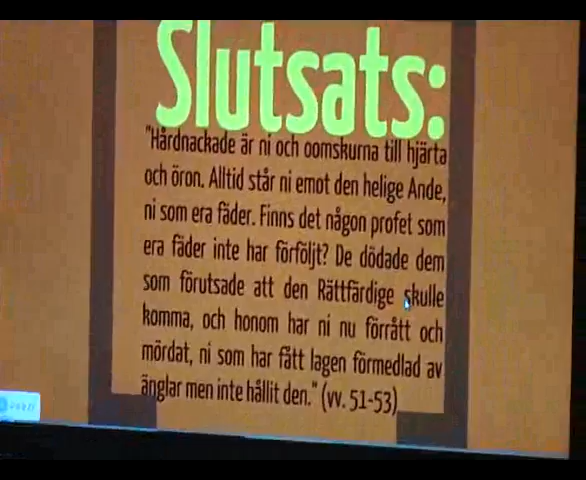 Slutsats:
"Hårdnackade är ni och oomskurna till hjärta
och öron. Alltid står ni emot den helige Ande,
ni som era fäder. Finns det någon profet som
era fäder inte har förföljt? De dödade dem
som förutsade att den Rättfärdige skulle
komma, och honom har ni nu förrått och
mördat, ni som har fått lagen förmedlad av
änglar men inte hållit den." (vv. 51-53)